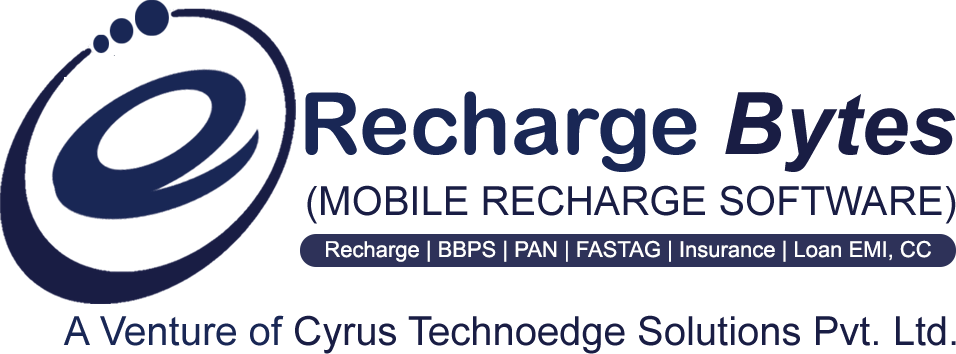 e Recharge Bytes
(MOBILE RECHARGE SOFTWARE)
Recharge | BBPS | PAN | FASTAG | Insurance | Loan EMI, CC
A Venture of Cyrus Technoedge Solutions Pvt. Ltd.